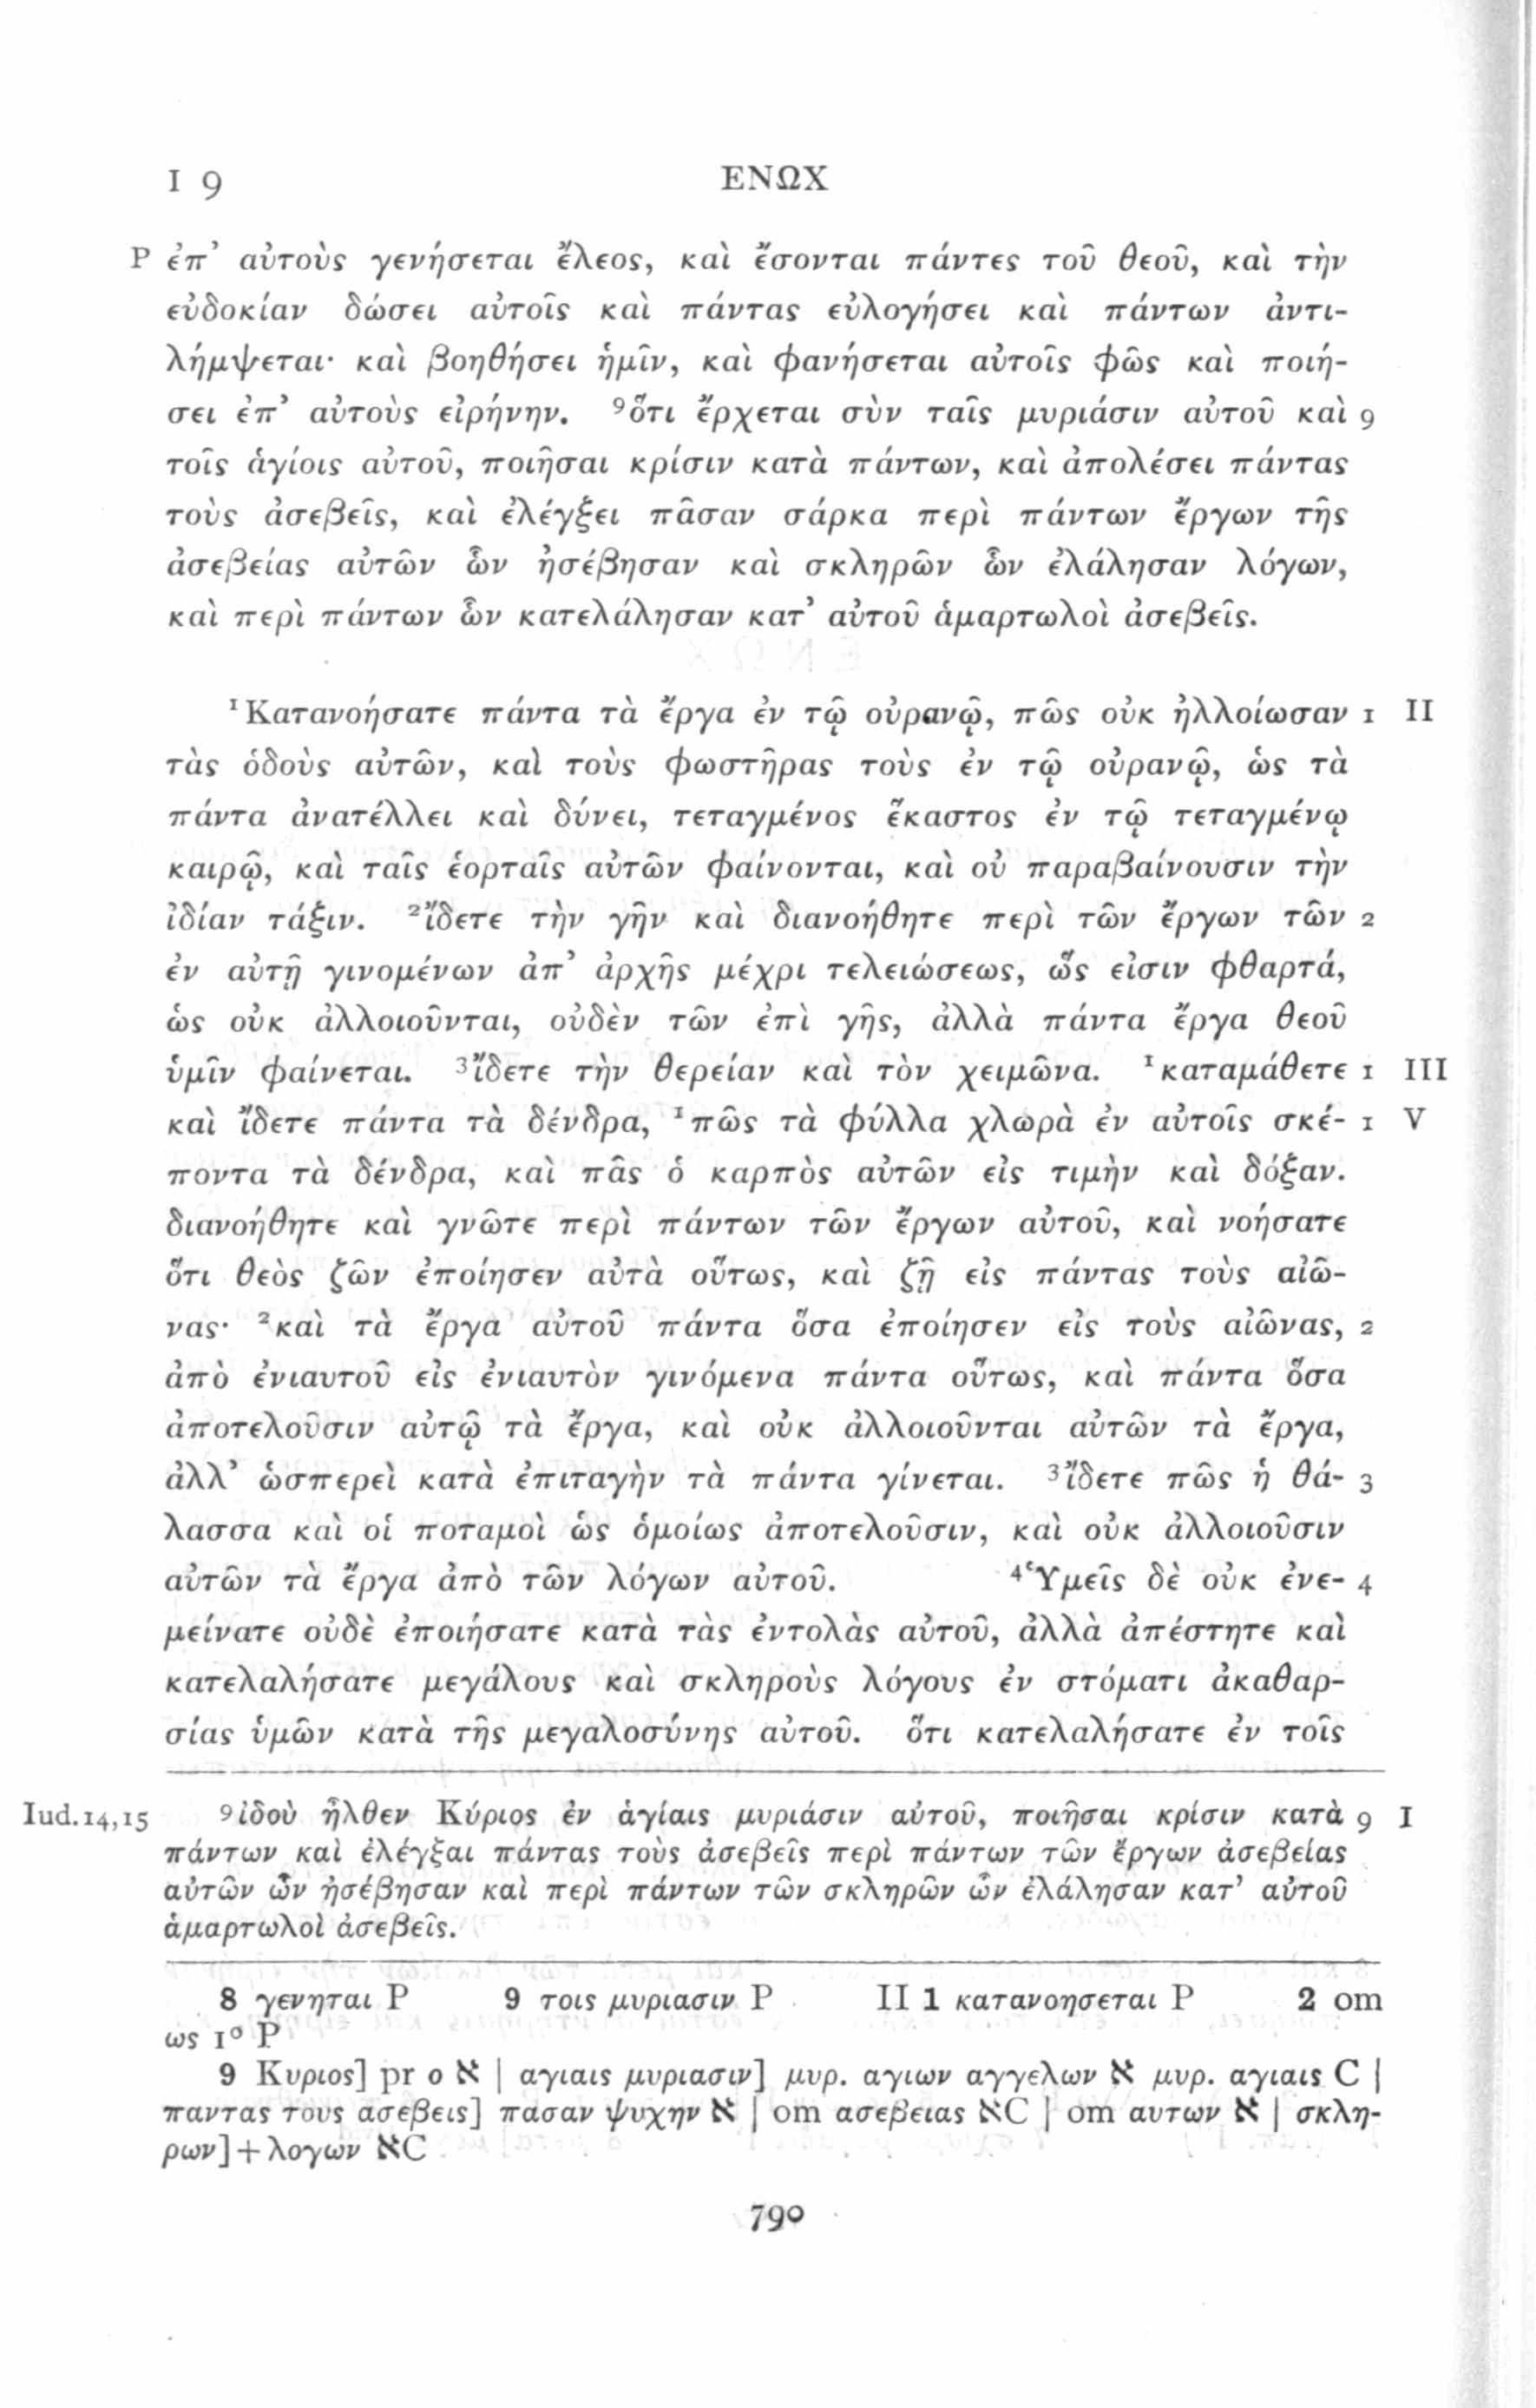 I 9 ΕΝΩΧ
P ἐπ’ αὐτοὺς γενήσεται ἔλεος, καὶ ἔσονται πάντες τοῦ θεοῦ, καὶ τὴν
εὐδοκίαν δώσει αὐτοῖς καὶ πάντας εὐλογήσει καὶ πάντων ἀντι-
λήμψεται· καὶ βοηθήσει ἡμῖν, καὶ φανήσεται αὐτοῖς φῶς καὶ ποιή-
σει ἐπ’ αὐτοὺς εἰρήνην. ⁹ὅτι ἔρχεται σὺν ταῖς μυριάσιν αὐτοῦ καὶ 9
τοῖς ἁγίοις αὐτοῦ, ποιῆσαι κρίσιν κατὰ πάντων, καὶ ἀπολέσει πάντας
τοὺς ἀσεβεῖς, καὶ ἐλέγξει πᾶσαν σάρκα περὶ πάντων ἔργων τῆς
ἀσεβείας αὐτῶν ὧν ἠσέβησαν καὶ σκληρῶν ὧν ἐλάλησαν λόγων,
καὶ περὶ πάντων ὧν κατελάλησαν κατ’ αὐτοῦ ἁμαρτωλοὶ ἀσεβεῖς.
¹Κατανοήσατε πάντα τὰ ἔργα ἐν τῷ οὐρανῷ, πῶς οὐκ ἠλλοίωσαν 1 II
τὰς ὁδοὺς αὐτῶν, καὶ τοὺς φωστῆρας τοὺς ἐν τῷ οὐρανῷ, ὡς τὰ
πάντα ἀνατέλλει καὶ δύνει, τεταγμένος ἕκαστος ἐν τῷ τεταγμένῳ
καιρῷ, καὶ ταῖς ἑορταῖς αὐτῶν φαίνονται, καὶ οὐ παραβαίνουσιν τὴν
ἰδίαν τάξιν. ²ἴδετε τὴν γῆν καὶ διανοήθητε περὶ τῶν ἔργων τῶν 2
ἐν αὐτῇ γινομένων ἀπ’ ἀρχῆς μέχρι τελειώσεως, ὥς εἰσιν φθαρτά,
ὡς οὐκ ἀλλοιοῦνται, οὐδὲν τῶν ἐπὶ γῆς, ἀλλὰ πάντα ἔργα θεοῦ
ὑμῖν φαίνεται. ³ἴδετε τὴν θερείαν καὶ τὸν χειμῶνα. ¹καταμάθετε 1 III
καὶ ἴδετε πάντα τὰ δένδρα, ¹πῶς τὰ φύλλα χλωρὰ ἐν αὐτοῖς σκέ- 1 V
ποντα τὰ δένδρα, καὶ πᾶς ὁ καρπὸς αὐτῶν εἰς τιμὴν καὶ δόξαν.
διανοήθητε καὶ γνῶτε περὶ πάντων τῶν ἔργων αὐτοῦ, καὶ νοήσατε
ὅτι θεὸς ζῶν ἐποίησεν αὐτὰ οὕτως, καὶ ζῇ εἰς πάντας τοὺς αἰῶ-
νας· ²καὶ τὰ ἔργα αὐτοῦ πάντα ὅσα ἐποίησεν εἰς τοὺς αἰῶνας, 2
ἀπὸ ἐνιαυτοῦ εἰς ἐνιαυτὸν γινόμενα πάντα οὕτως, καὶ πάντα ὅσα
ἀποτελοῦσιν αὐτῷ τὰ ἔργα, καὶ οὐκ ἀλλοιοῦνται αὐτῶν τὰ ἔργα,
ἀλλ’ ὡσπερεὶ κατὰ ἐπιταγὴν τὰ πάντα γίνεται. ³ἴδετε πῶς ἡ θά- 3
λασσα καὶ οἱ ποταμοὶ ὡς ὁμοίως ἀποτελοῦσιν, καὶ οὐκ ἀλλοιοῦσιν
αὐτῶν τὰ ἔργα ἀπὸ τῶν λόγων αὐτοῦ. ⁴Ὑμεῖς δὲ οὐκ ἐνε- 4
μείνατε οὐδὲ ἐποιήσατε κατὰ τὰς ἐντολὰς αὐτοῦ, ἀλλὰ ἀπέστητε καὶ
κατελαλήσατε μεγάλους καὶ σκληροὺς λόγους ἐν στόματι ἀκαθαρ-
σίας ὑμῶν κατὰ τῆς μεγαλοσύνης αὐτοῦ. ὅτι κατελαλήσατε ἐν τοῖς
Iud. 14, 15 ⁹ἰδοὺ ἦλθεν Κύριος ἐν ἁγίαις μυριάσιν αὐτοῦ, ποιῆσαι κρίσιν κατὰ 9 I
πάντων καὶ ἐλέγξαι πάντας τοὺς ἀσεβεῖς περὶ πάντων τῶν ἔργων ἀσεβείας
αὐτῶν ὧν ἠσέβησαν καὶ περὶ πάντων τῶν σκληρῶν ὧν ἐλάλησαν κατ’ αὐτοῦ
ἁμαρτωλοὶ ἀσεβεῖς.
8 γενηται P 9 τοις μυριασιν P II 1 κατανοησεται P 2 om
ως 1º P
9 Κυριος] pr ο א | αγιαις μυριασιν] μυρ. αγιων αγγελων א μυρ. αγιαις C |
παντας τους ασεβεις] πασαν ψυχην א | om ασεβειας אC | om αυτων א | σκλη-
ρων]+λογων אC
790